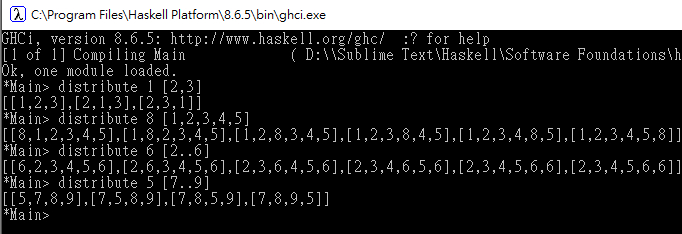 C:\Program Files\Haskell Platform\8.6.5\bin\ghci.exe
GHCi, version 8.6.5: http://www.haskell.org/ghc/  :? for help
[1 of 1] Compiling Main             ( D:\\Sublime Text\Haskell\Software Foundations\h
Ok, one module loaded.
*Main> distribute 1 [2,3]
[[1,2,3],[2,1,3],[2,3,1]]
*Main> distribute 8 [1,2,3,4,5]
[[8,1,2,3,4,5],[1,8,2,3,4,5],[1,2,8,3,4,5],[1,2,3,8,4,5],[1,2,3,4,8,5],[1,2,3,4,5,8]]
*Main> distribute 6 [2..6]
[[6,2,3,4,5,6],[2,6,3,4,5,6],[2,3,6,4,5,6],[2,3,4,6,5,6],[2,3,4,5,6,6],[2,3,4,5,6,6]]
*Main> distribute 5 [7..9]
[[5,7,8,9],[7,5,8,9],[7,8,5,9],[7,8,9,5]]
*Main>